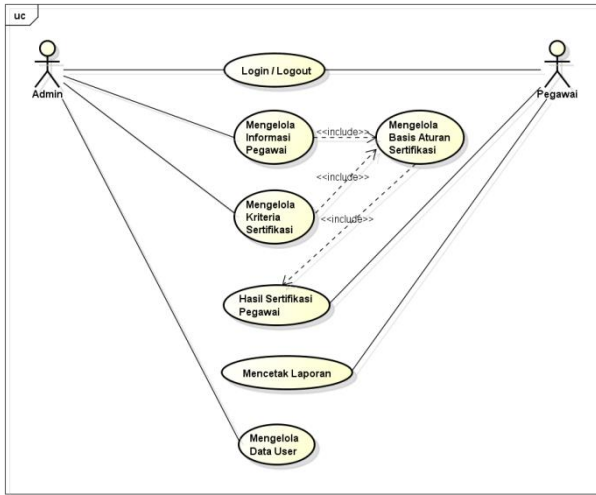 uc
Login / Logout
Admin
Pegawai
Mengelola
Informasi
Pegawai
<<include>>
Mengelola
Basis Aturan
Sertifikasi
<<include>>
Mengelola
Kriteria
Sertifikasi
<<include>>
Hasil Sertifikasi
Pegawai
Mencetak Laporan
Mengelola
Data User